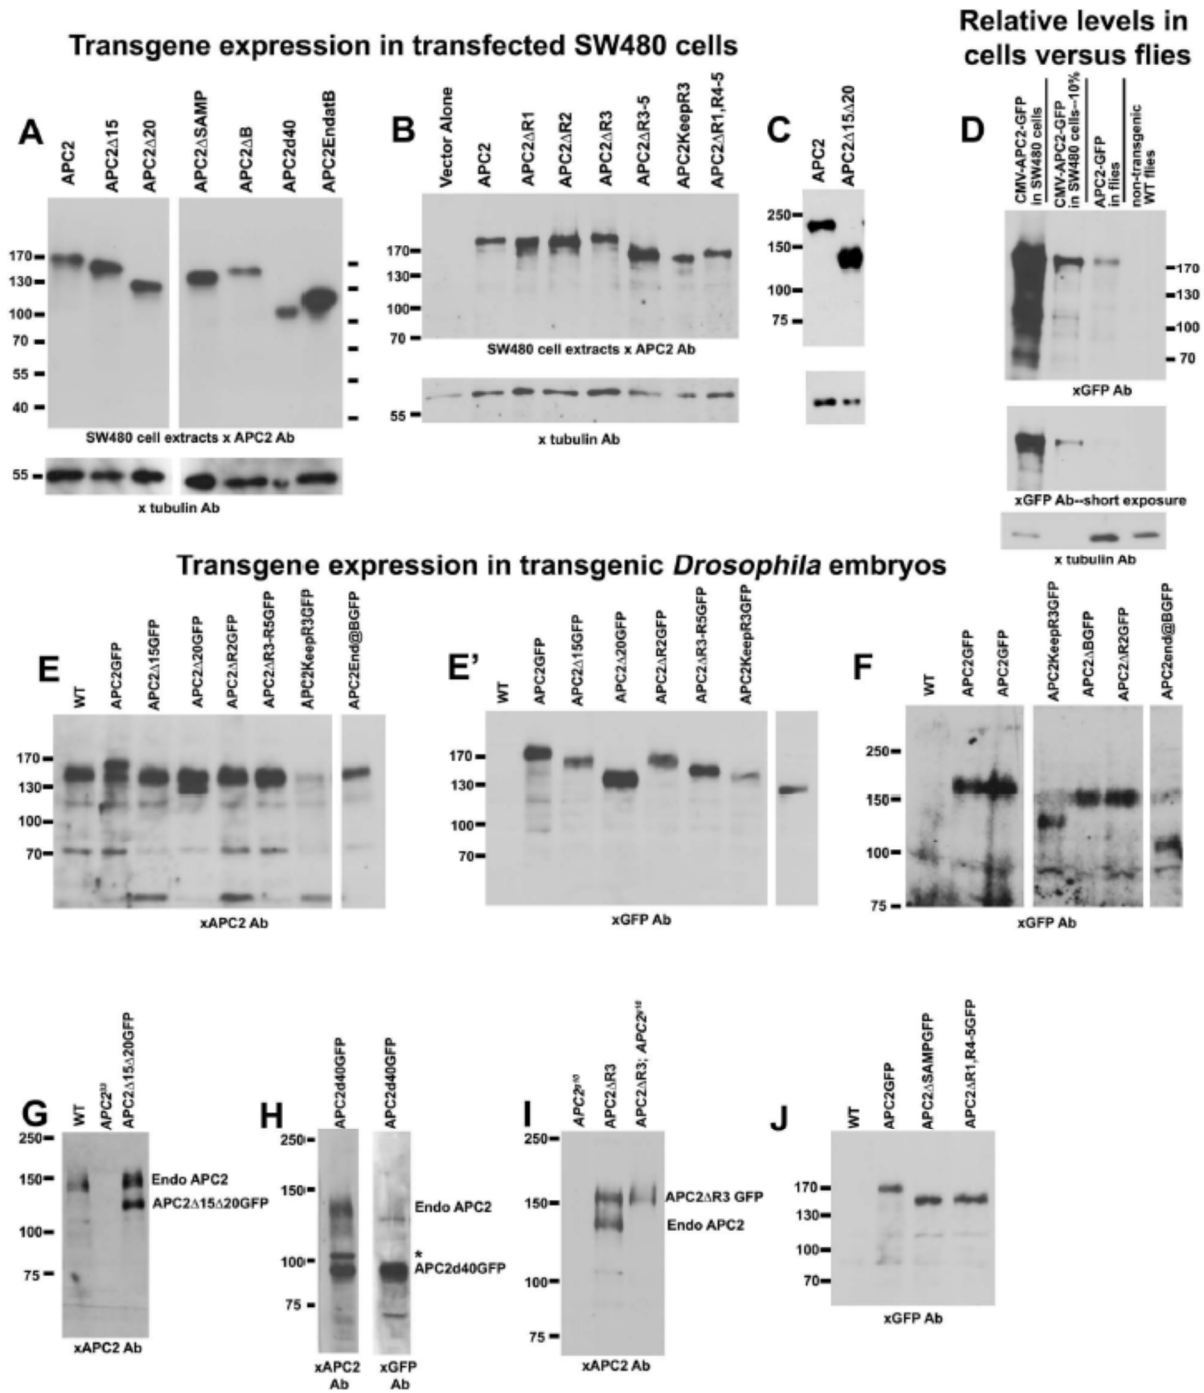 Transgene expression in transfected SW480 cells
Relative levels in
cells versus flies
A
APC2
APC2Δ15
APC2Δ20
APC2ΔSAMP
APC2ΔB
APC2d40
APC2EndatB
170
130
100
70
55
40
SW480 cell extracts x APC2 Ab
55
x tubulin Ab
B
Vector Alone
APC2
APC2ΔR1
APC2ΔR2
APC2ΔR3
APC2ΔR3-5
APC2KeepR3
APC2ΔR1,R4-5
170
130
100
70
SW480 cell extracts x APC2 Ab
55
x tubulin Ab
C
APC2
APC2Δ15Δ20
250
150
100
75
D
CMV-APC2-GFP
in SW480 cells
CMV-APC2-GFP
in SW480 cells--10%
APC2-GFP
in flies
non-transgenic
WT flies
170
130
100
70
xGFP Ab
xGFP Ab--short exposure
x tubulin Ab
Transgene expression in transgenic Drosophila embryos
E
WT
APC2GFP
APC2Δ15GFP
APC2Δ20GFP
APC2ΔR2GFP
APC2ΔR3-R5GFP
APC2KeepR3GFP
APC2End@BGFP
170
130
100
70
xAPC2 Ab
E'
WT
APC2GFP
APC2Δ15GFP
APC2Δ20GFP
APC2ΔR2GFP
APC2ΔR3-R5GFP
APC2KeepR3GFP
170
130
100
70
xGFP Ab
F
WT
APC2GFP
APC2GFP
APC2KeepR3GFP
APC2ΔBGFP
APC2ΔR2GFP
APC2end@BGFP
250
150
100
75
xGFP Ab
G
WT
APC2Δ15Δ20GFP
250
150
100
75
Endo APC2
APC2Δ15Δ20GFP
xAPC2 Ab
H
APC2d40GFP
APC2d40GFP
250
150
100
75
Endo APC2
*
APC2d40GFP
xAPC2
Ab
xGFP
Ab
I
APC2ΔR3
250
150
100
75
APC2ΔR3 GFP
Endo APC2
xAPC2 Ab
J
WT
APC2GFP
APC2ΔSAMPGFP
APC2ΔR1,R4-5GFP
170
130
100
70
xGFP Ab